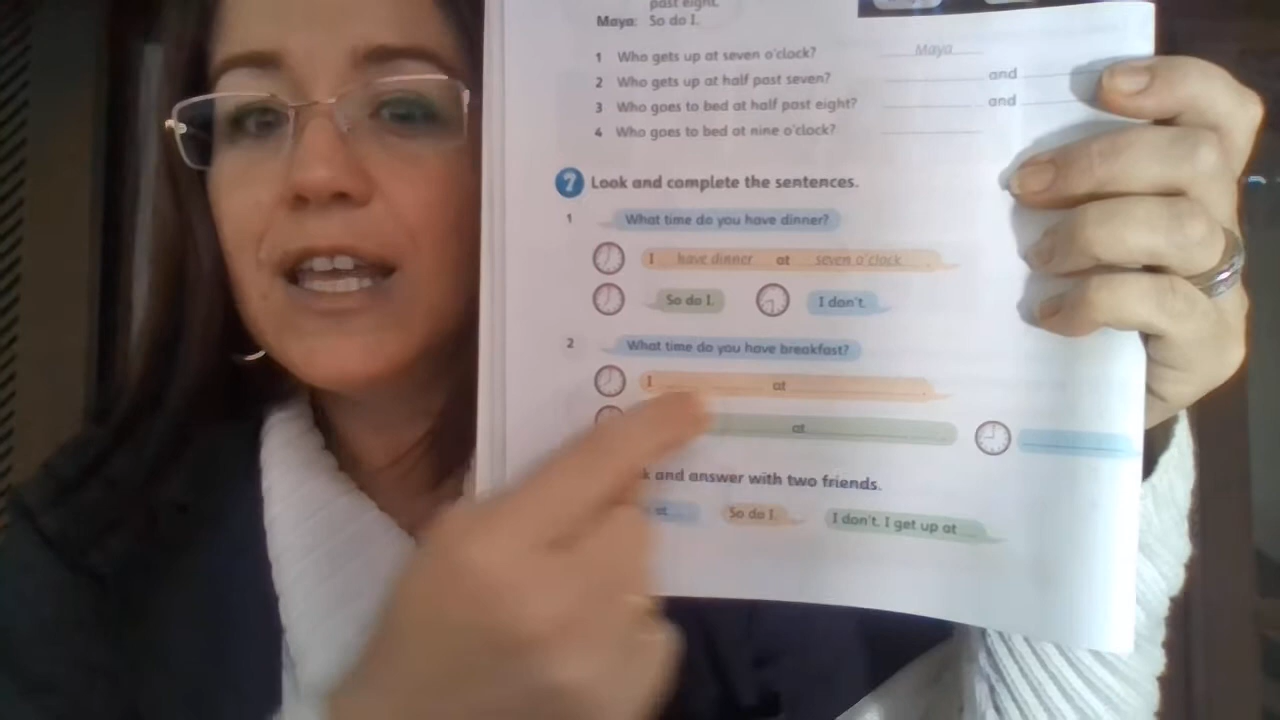 past eight.
Maya: So do I.
1 Who gets up at seven o'clock? Maya
2 Who gets up at half past seven? and
3 Who goes to bed at half past eight? and
4 Who goes to bed at nine o'clock?
7 Look and complete the sentences.
1 What time do you have dinner?
I have dinner at seven o'clock
So do I. I don't.
2 What time do you have breakfast?
I at
at
and answer with two friends.
at So do I. I don't. I get up at